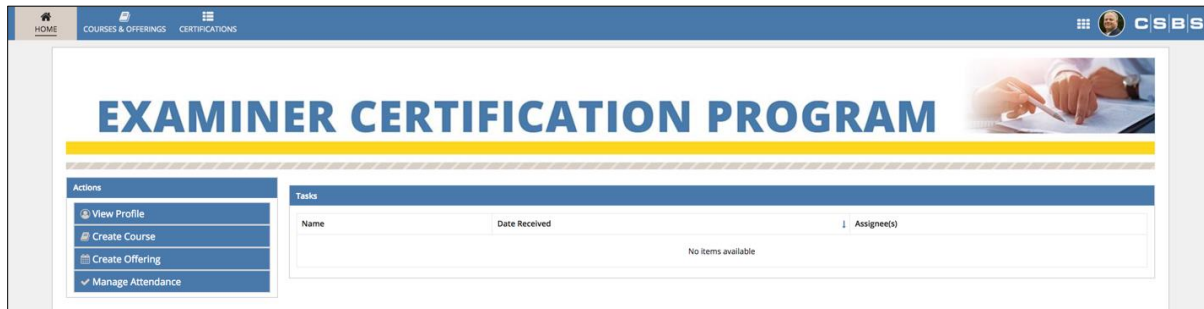 HOME
COURSES & OFFERINGS
CERTIFICATIONS
CSBS
EXAMINER CERTIFICATION PROGRAM
Actions
View Profile
Create Course
Create Offering
Manage Attendance
Tasks
Name Date Received Assignee(s)
No items available